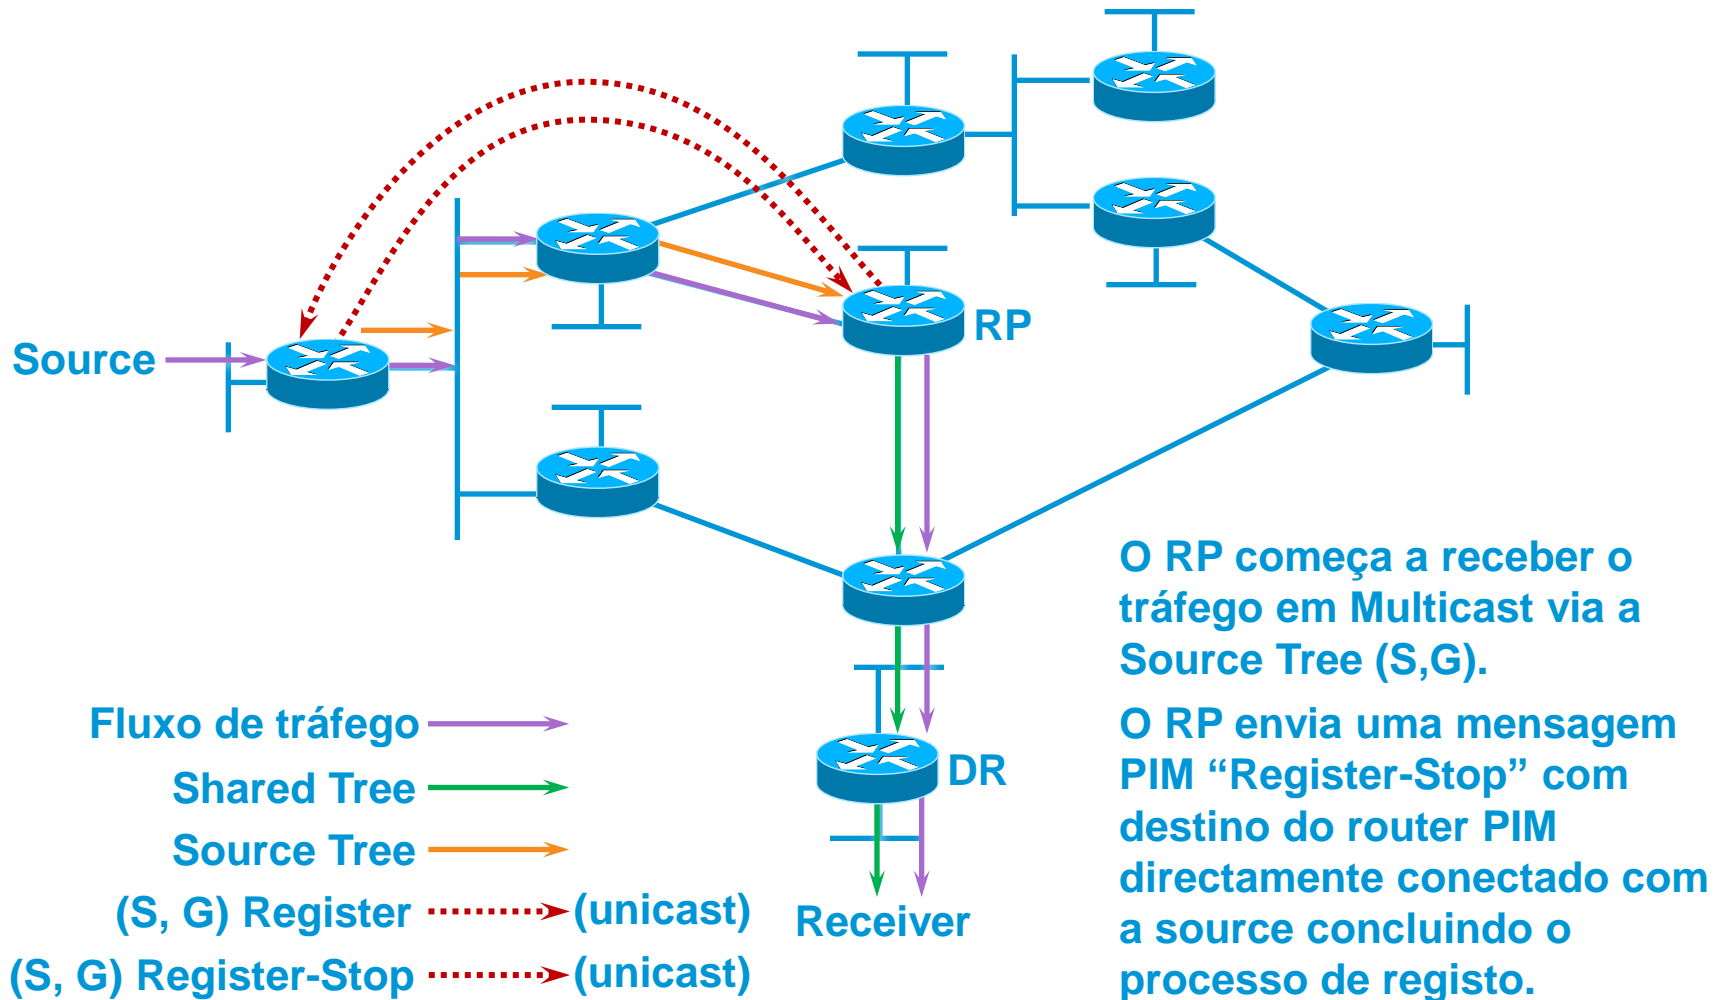 RP
Source
O RP começa a receber o
tráfego em Multicast via a
Source Tree (S,G).
O RP envia uma mensagem
PIM “Register-Stop” com
destino do router PIM
directamente conectado com
a source concluindo o
processo de registo.
DR
Receiver
Fluxo de tráfego
Shared Tree
Source Tree
(S, G) Register (unicast)
(S, G) Register-Stop (unicast)